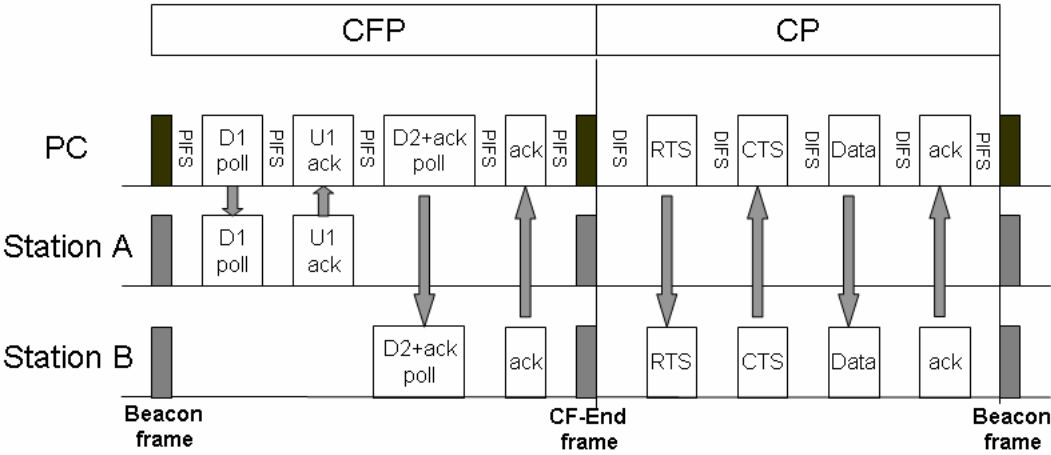 CFP CP
PC PIFS D1 PIFS U1 PIFS D2+ack PIFS ack PIFS DIFS RTS DIFS CTS DIFS Data DIFS ack PIFS
poll ack poll
Station A D1 U1
poll ack
Station B D2+ack ack RTS CTS Data ack
poll
Beacon CF-End Beacon
frame frame frame